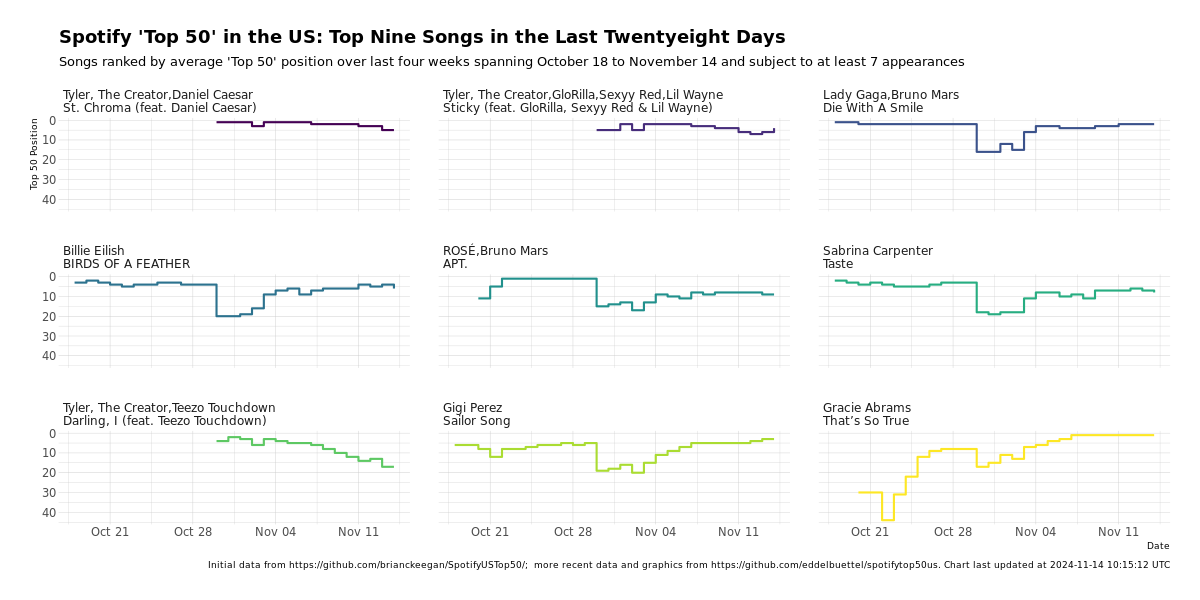 Spotify 'Top 50' in the US: Top Nine Songs in the Last Twentyeight Days
Songs ranked by average 'Top 50' position over last four weeks spanning October 18 to November 14 and subject to at least 7 appearances
Tyler, The Creator,Daniel Caesar
St. Chroma (feat. Daniel Caesar)
Tyler, The Creator,GloRilla,Sexyy Red,Lil Wayne
Sticky (feat. GloRilla, Sexyy Red & Lil Wayne)
Lady Gaga,Bruno Mars
Die With A Smile
Top 50 Position
0
10
20
30
40
Billie Eilish
BIRDS OF A FEATHER
ROSÉ,Bruno Mars
APT.
Sabrina Carpenter
Taste
0
10
20
30
40
Tyler, The Creator,Teezo Touchdown
Darling, I (feat. Teezo Touchdown)
Gigi Perez
Sailor Song
Gracie Abrams
That’s So True
0
10
20
30
40
Oct 21 Oct 28 Nov 04 Nov 11
Oct 21 Oct 28 Nov 04 Nov 11
Oct 21 Oct 28 Nov 04 Nov 11
Date
Initial data from https://github.com/brianckeegan/SpotifyUSTop50/;  more recent data and graphics from https://github.com/eddelbuettel/spotifytop50us. Chart last updated at 2024-11-14 10:15:12 UTC